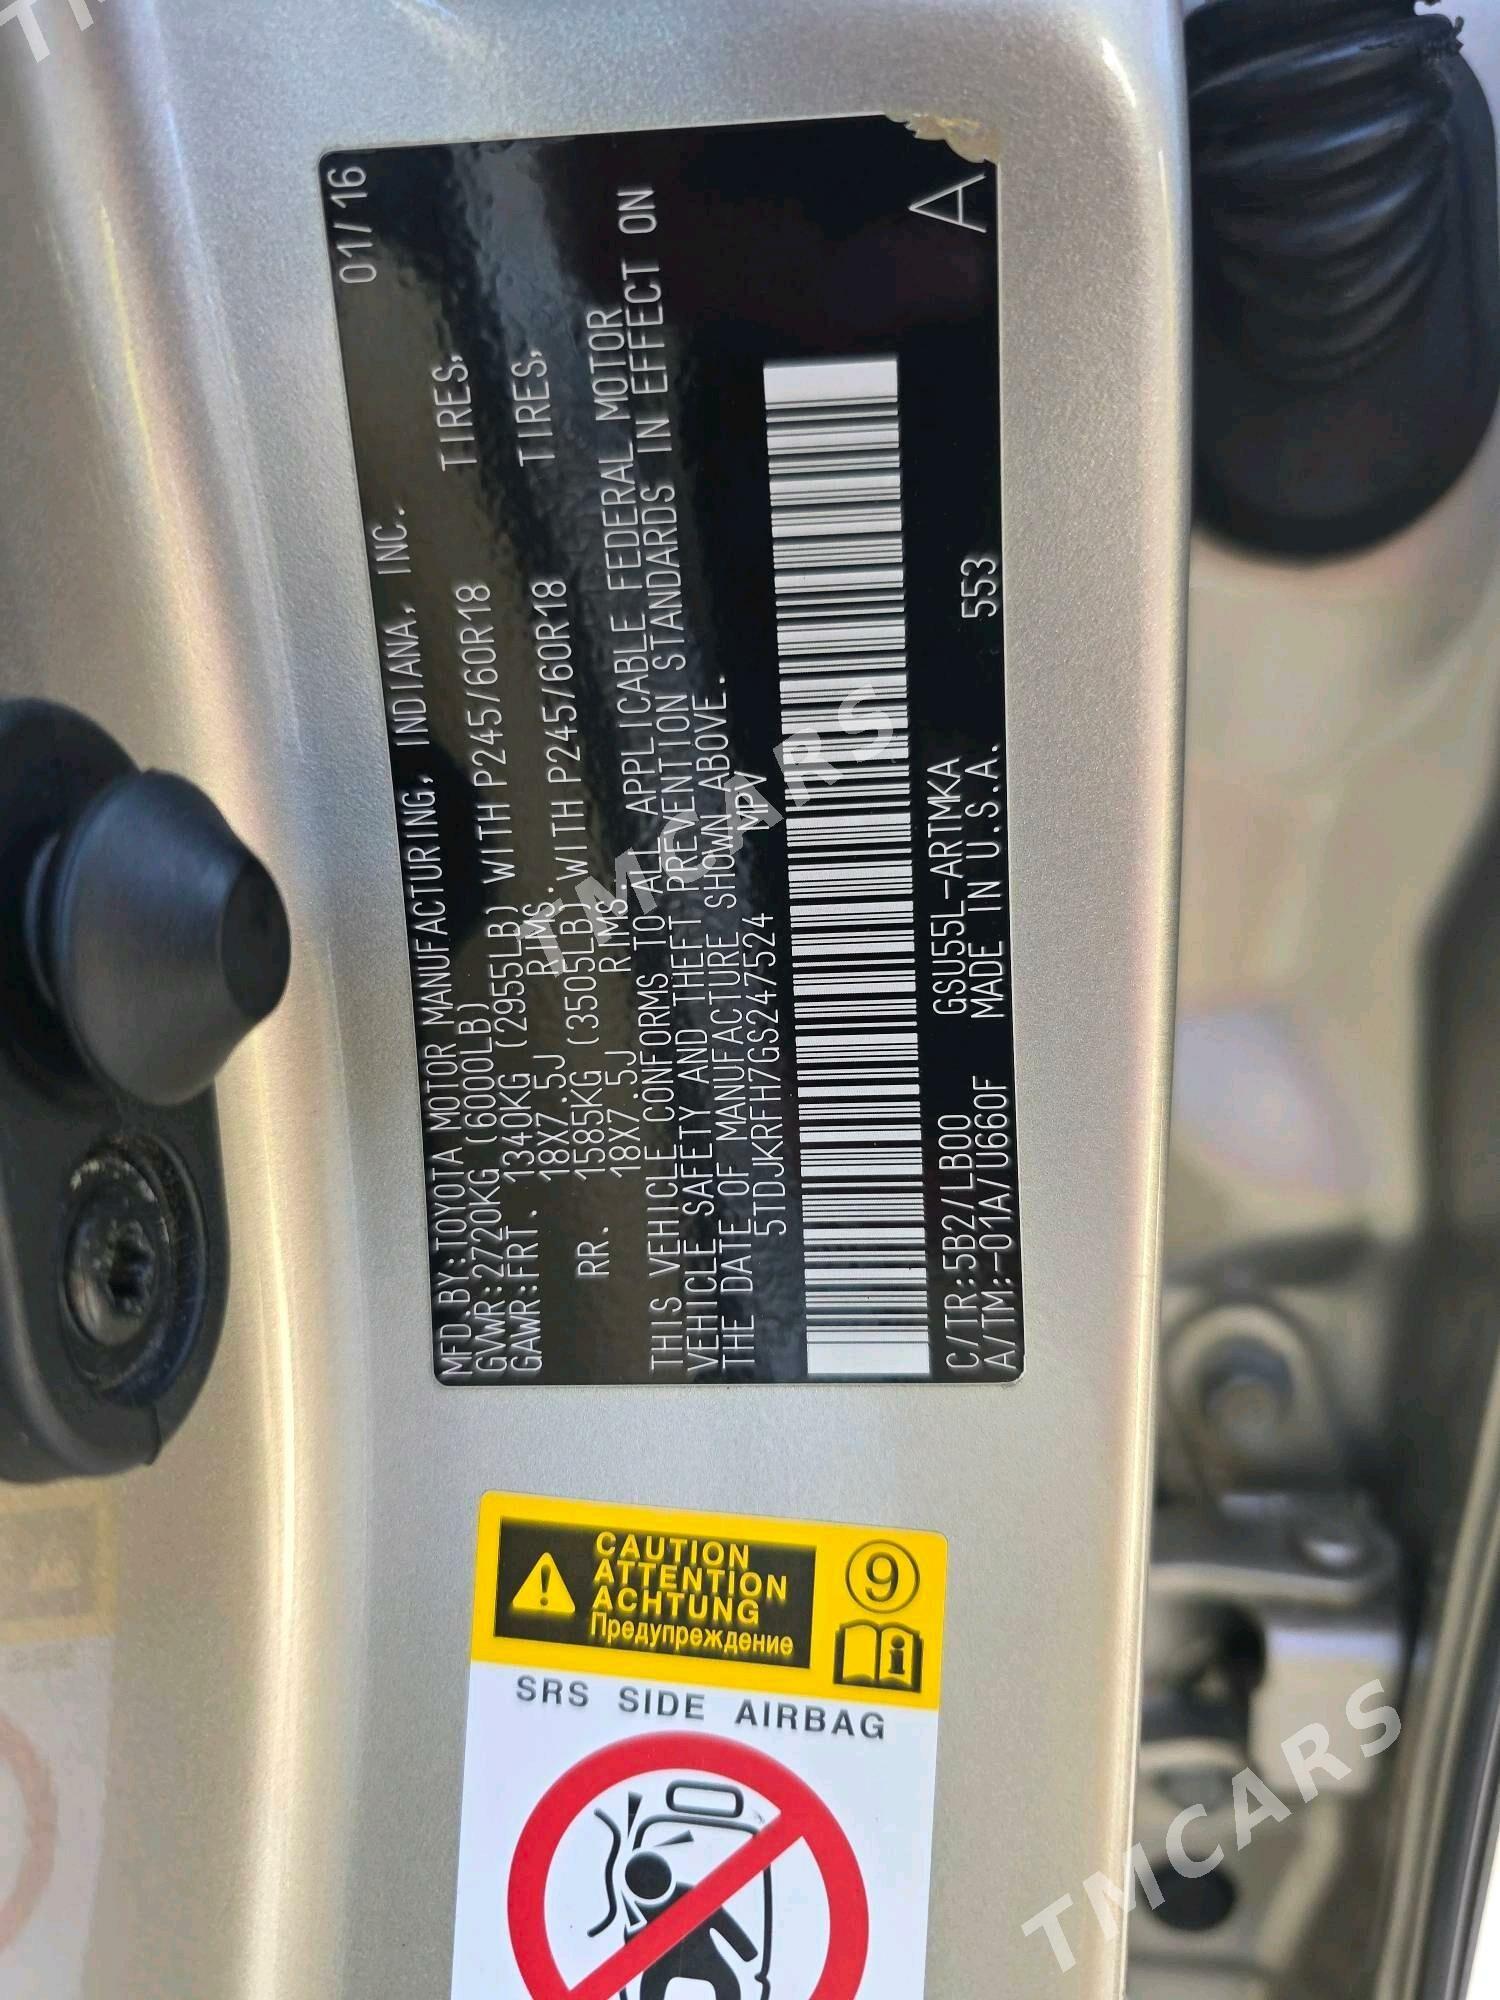 01/16
MFD.BY:TOYOTA MOTOR MANUFACTURING, INDIANA, INC.
GVWR:2720KG(6000LB)
GAWR:FRT. 1340KG (2955LB) WITH P245/60R18 TIRES,
18X7.5J RIMS.
RR. 1585KG (3505LB) WITH P245/60R18 TIRES,
18X7.5J RIMS.
THIS VEHICLE CONFORMS TO ALL APPLICABLE FEDERAL MOTOR
VEHICLE SAFETY AND THEFT PREVENTION STANDARDS IN EFFECT ON
THE DATE OF MANUFACTURE SHOWN ABOVE.
5TDJKRFH7GS247524 MPV
C/TR:5B2/LB00 GSU55L-ARTMKA
A/TM:-01A/U660F MADE IN U.S.A. 553
A
CAUTION
ATTENTION
ACHTUNG
Предупреждение
9
i
SRS SIDE AIRBAG
TMCARS
TMCARS